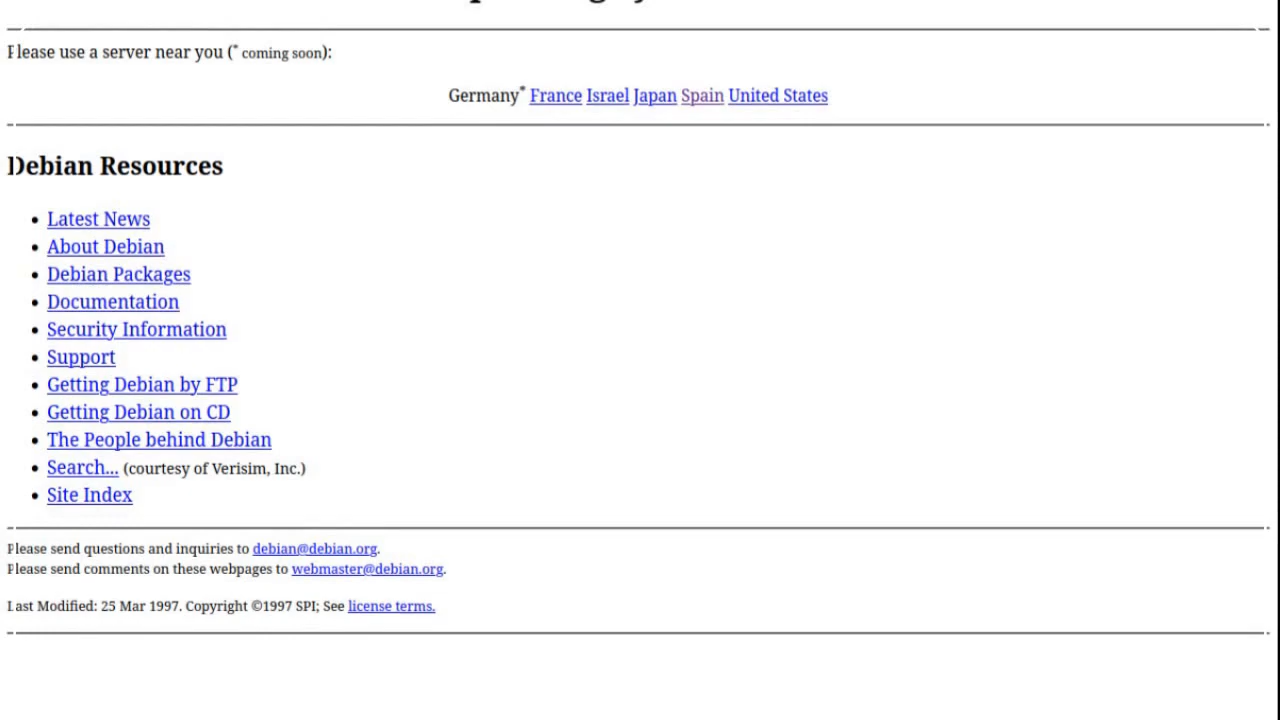 Please use a server near you (* coming soon):
Germany* France Israel Japan Spain United States
Debian Resources
• Latest News
• About Debian
• Debian Packages
• Documentation
• Security Information
• Support
• Getting Debian by FTP
• Getting Debian on CD
• The People behind Debian
• Search... (courtesy of Verisim, Inc.)
• Site Index
Please send questions and inquiries to debian@debian.org.
Please send comments on these webpages to webmaster@debian.org.
Last Modified: 25 Mar 1997. Copyright ©1997 SPI; See license terms.